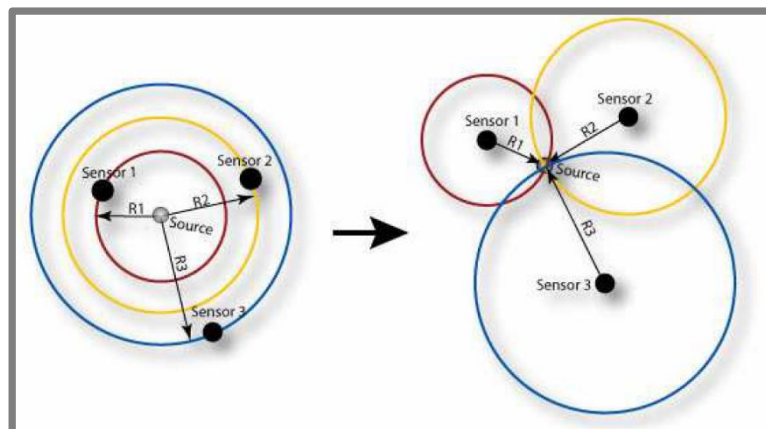 Sensor 1
Sensor 2
R1
R2
Source
R3
Sensor 3
Sensor 1
Sensor 2
R1
R2
Source
R3
Sensor 3